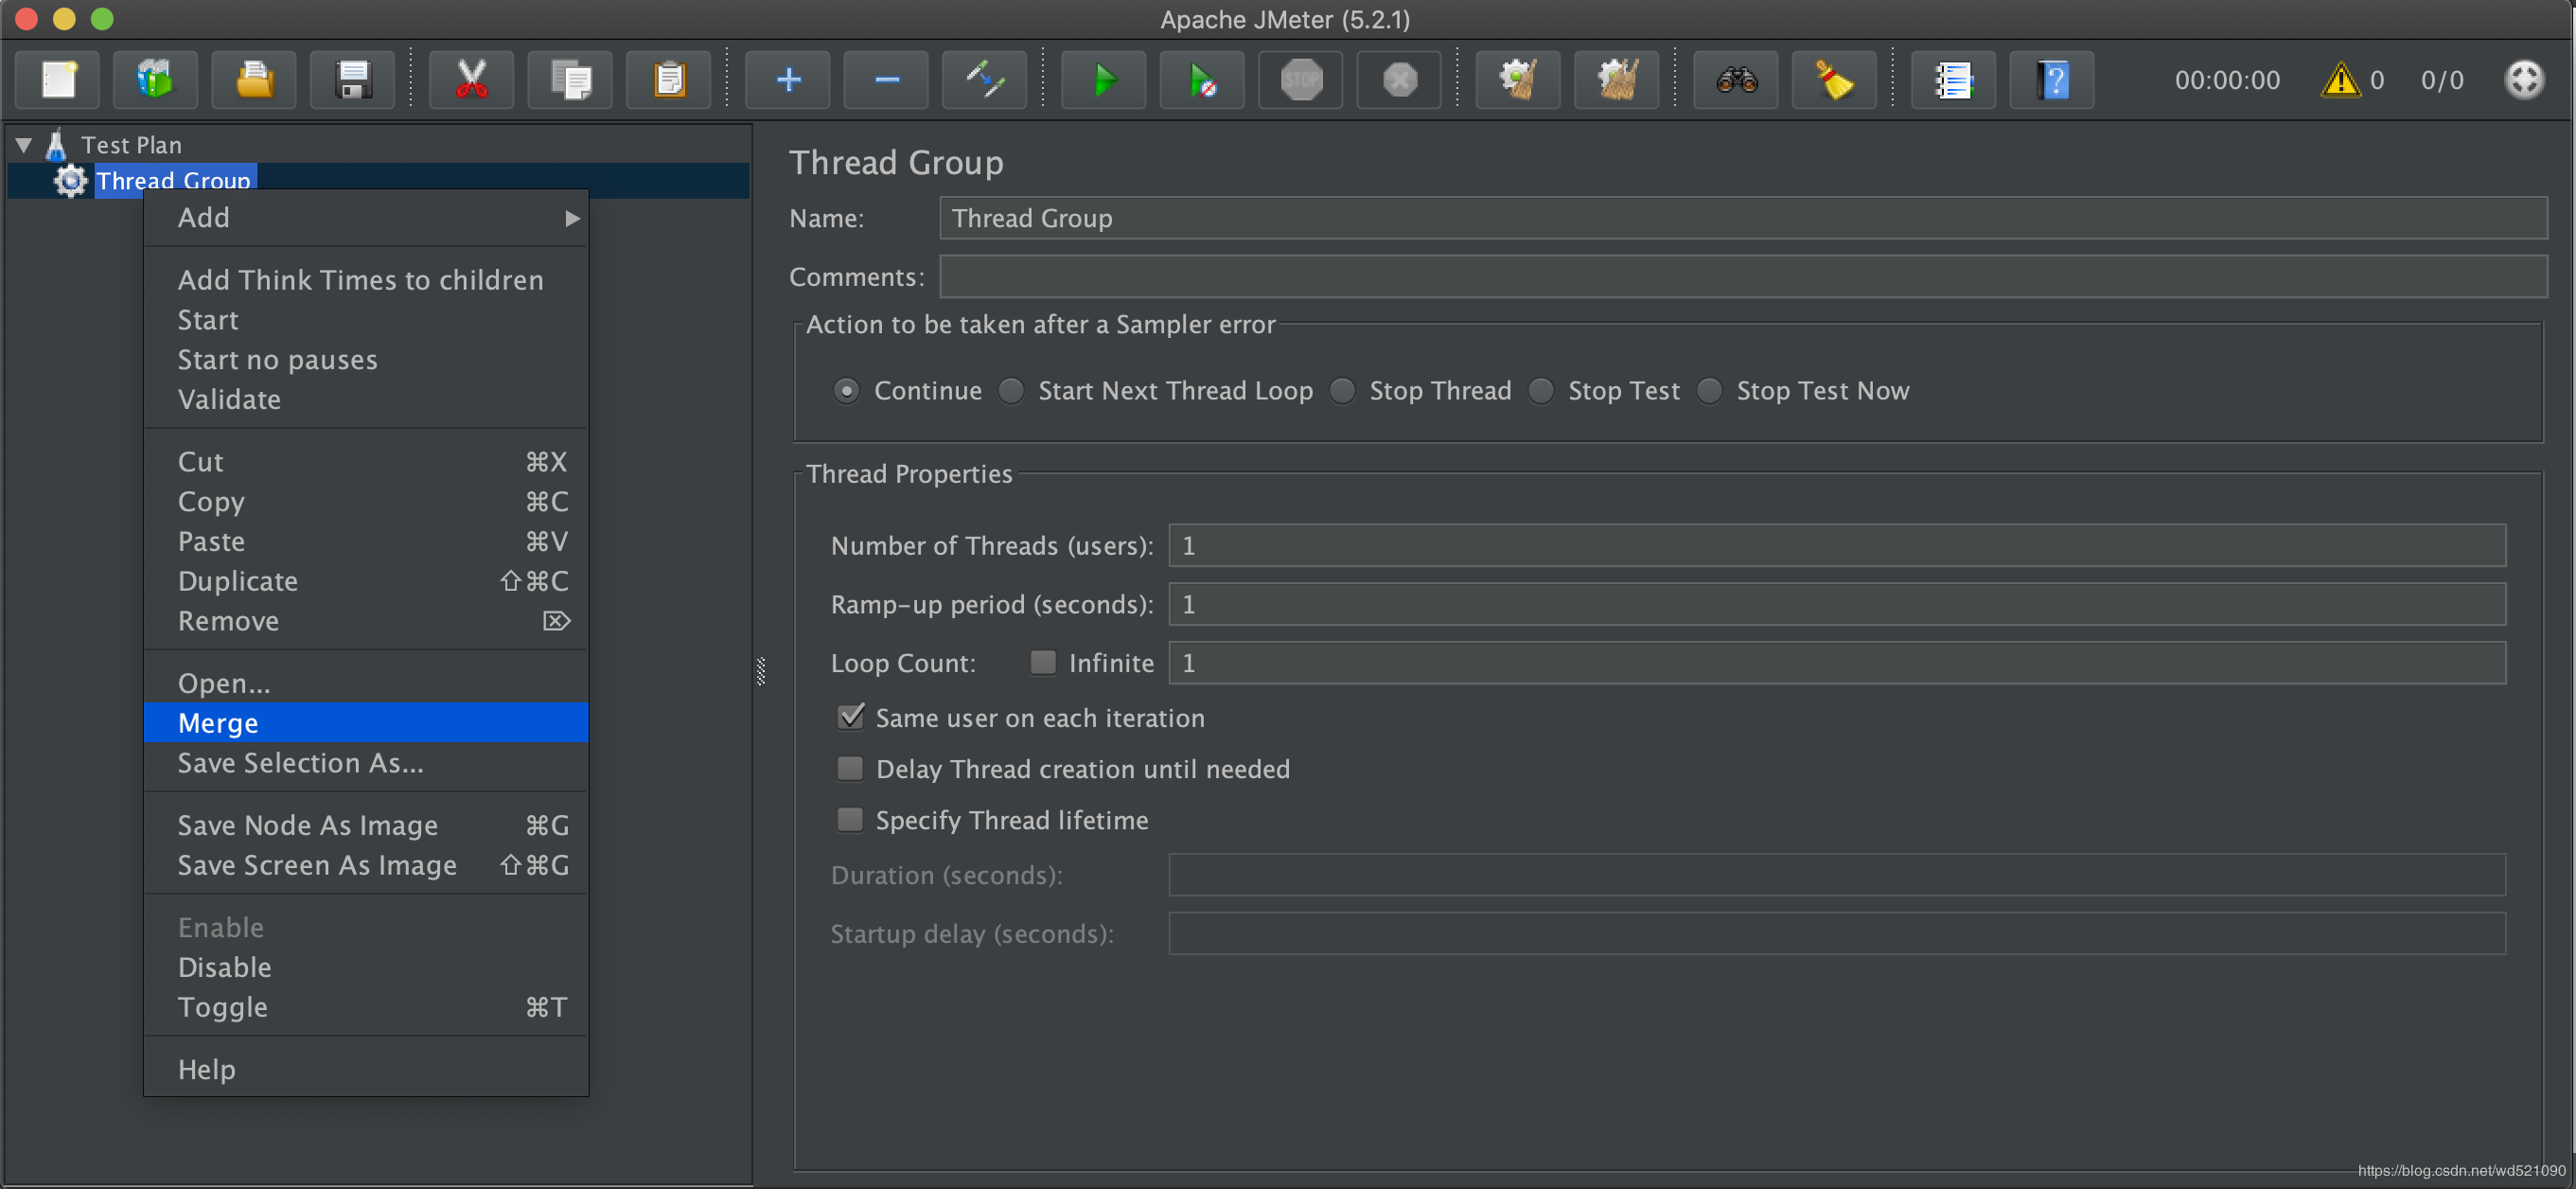 Apache JMeter (5.2.1)
STOP
00:00:00
0
0/0
Test Plan
Thread Group
Add
Add Think Times to children
Start
Start no pauses
Validate
Cut ⌘X
Copy ⌘C
Paste ⌘V
Duplicate ⇧⌘C
Remove ⌦
Open...
Merge
Save Selection As...
Save Node As Image ⌘G
Save Screen As Image ⇧⌘G
Enable
Disable
Toggle ⌘T
Help
Thread Group
Name: Thread Group
Comments:
Action to be taken after a Sampler error
Continue Start Next Thread Loop Stop Thread Stop Test Stop Test Now
Thread Properties
Number of Threads (users): 1
Ramp-up period (seconds): 1
Loop Count: Infinite 1
Same user on each iteration
Delay Thread creation until needed
Specify Thread lifetime
Duration (seconds):
Startup delay (seconds):
https://blog.csdn.net/wd521090